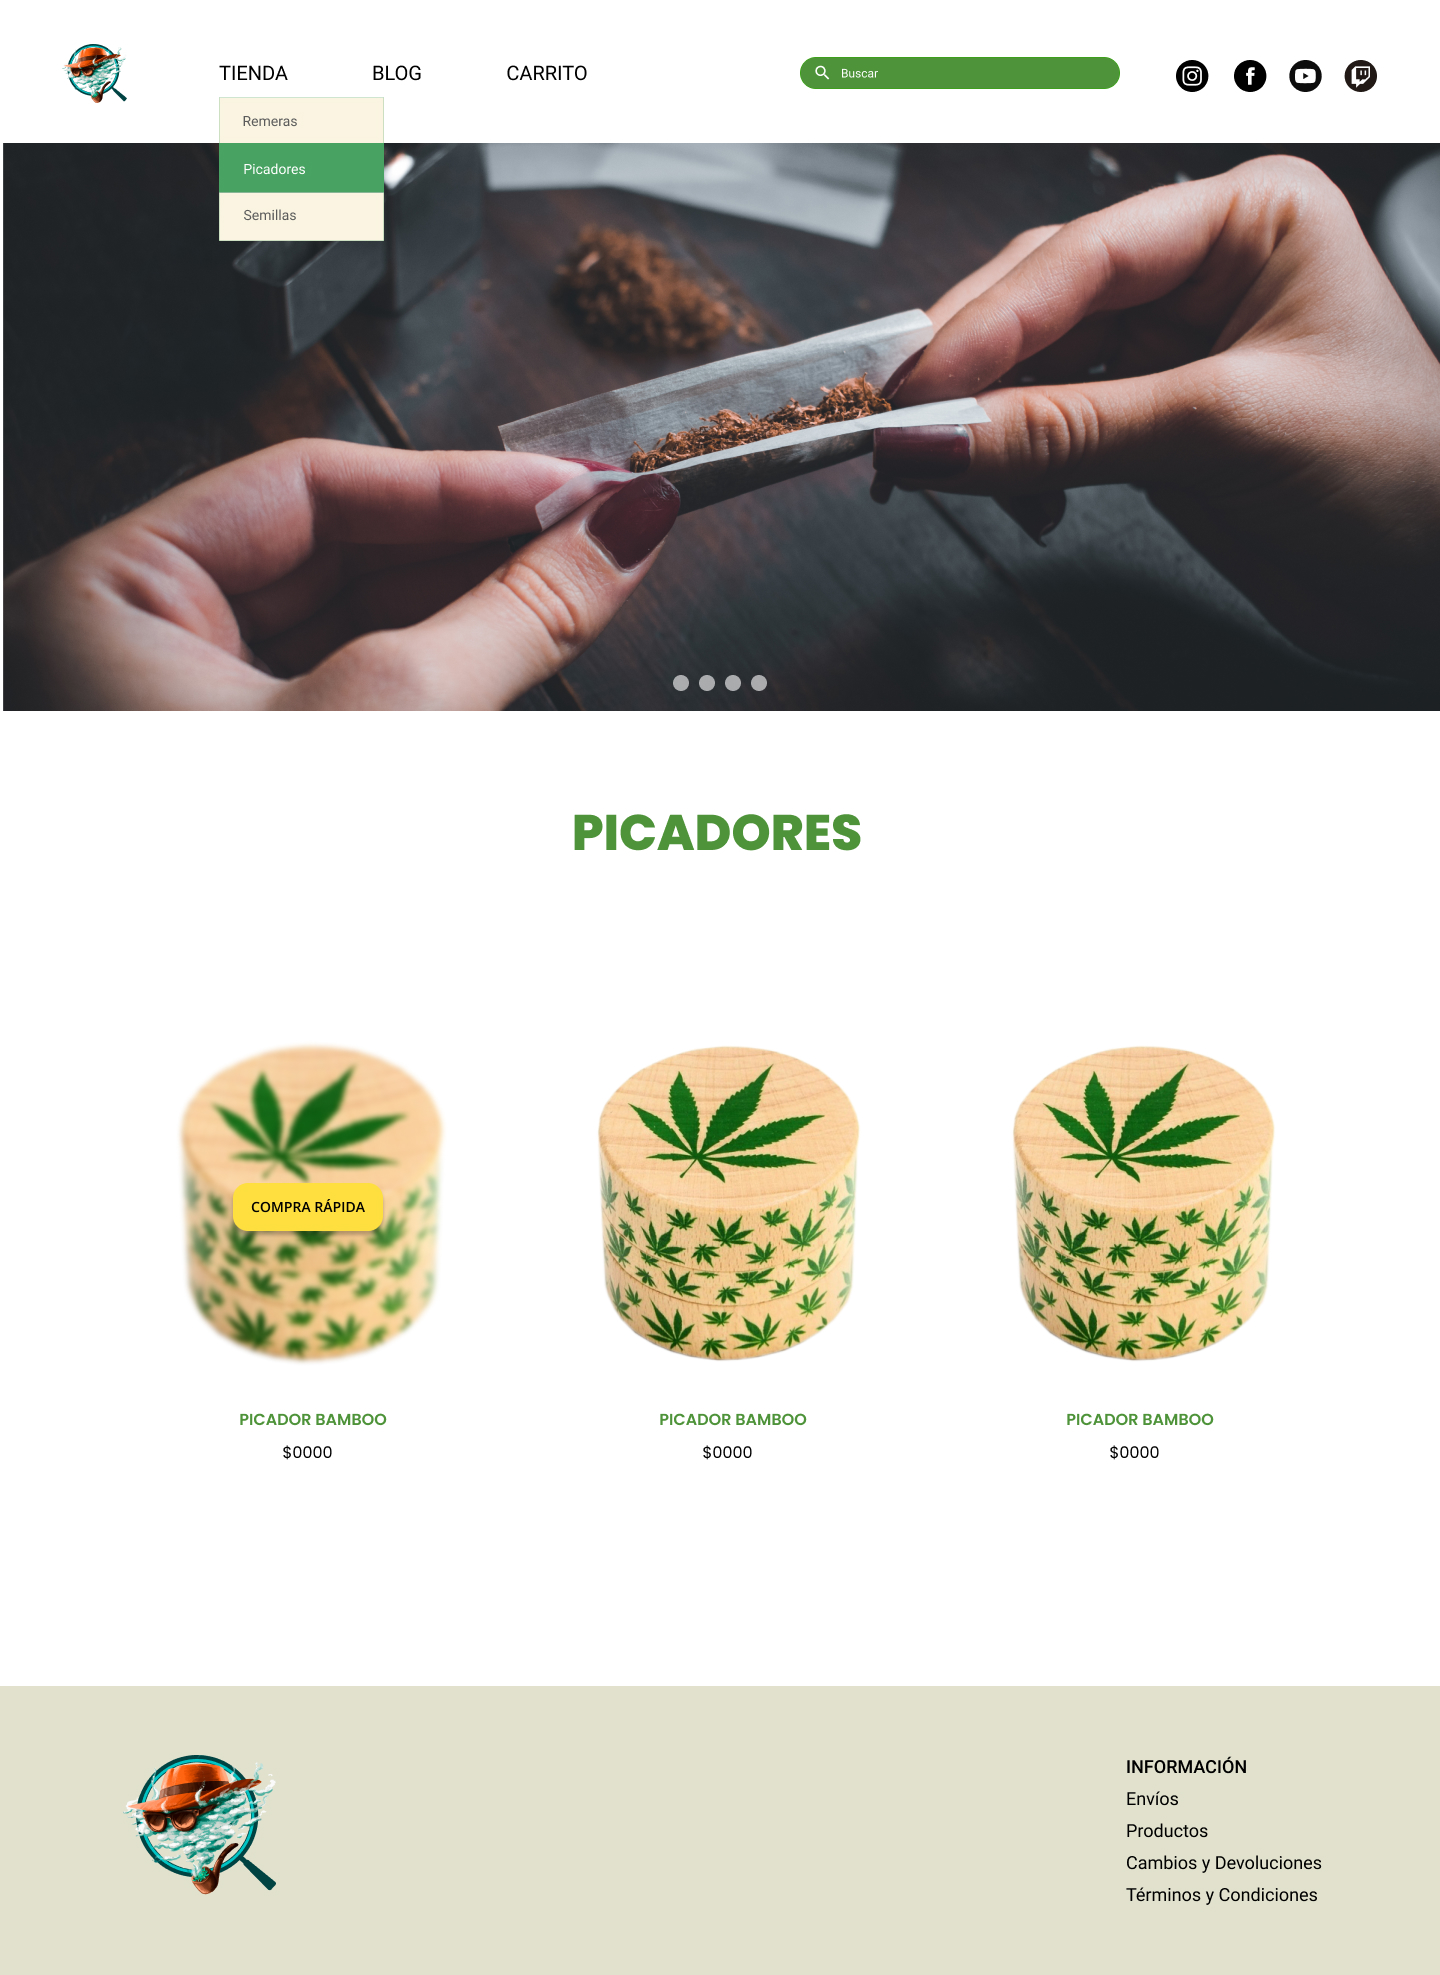 TIENDA
BLOG
CARRITO
Buscar
Remeras
Picadores
Semillas
PICADORES
COMPRA RÁPIDA
PICADOR BAMBOO
$0000
PICADOR BAMBOO
$0000
PICADOR BAMBOO
$0000
INFORMACIÓN
Envíos
Productos
Cambios y Devoluciones
Términos y Condiciones